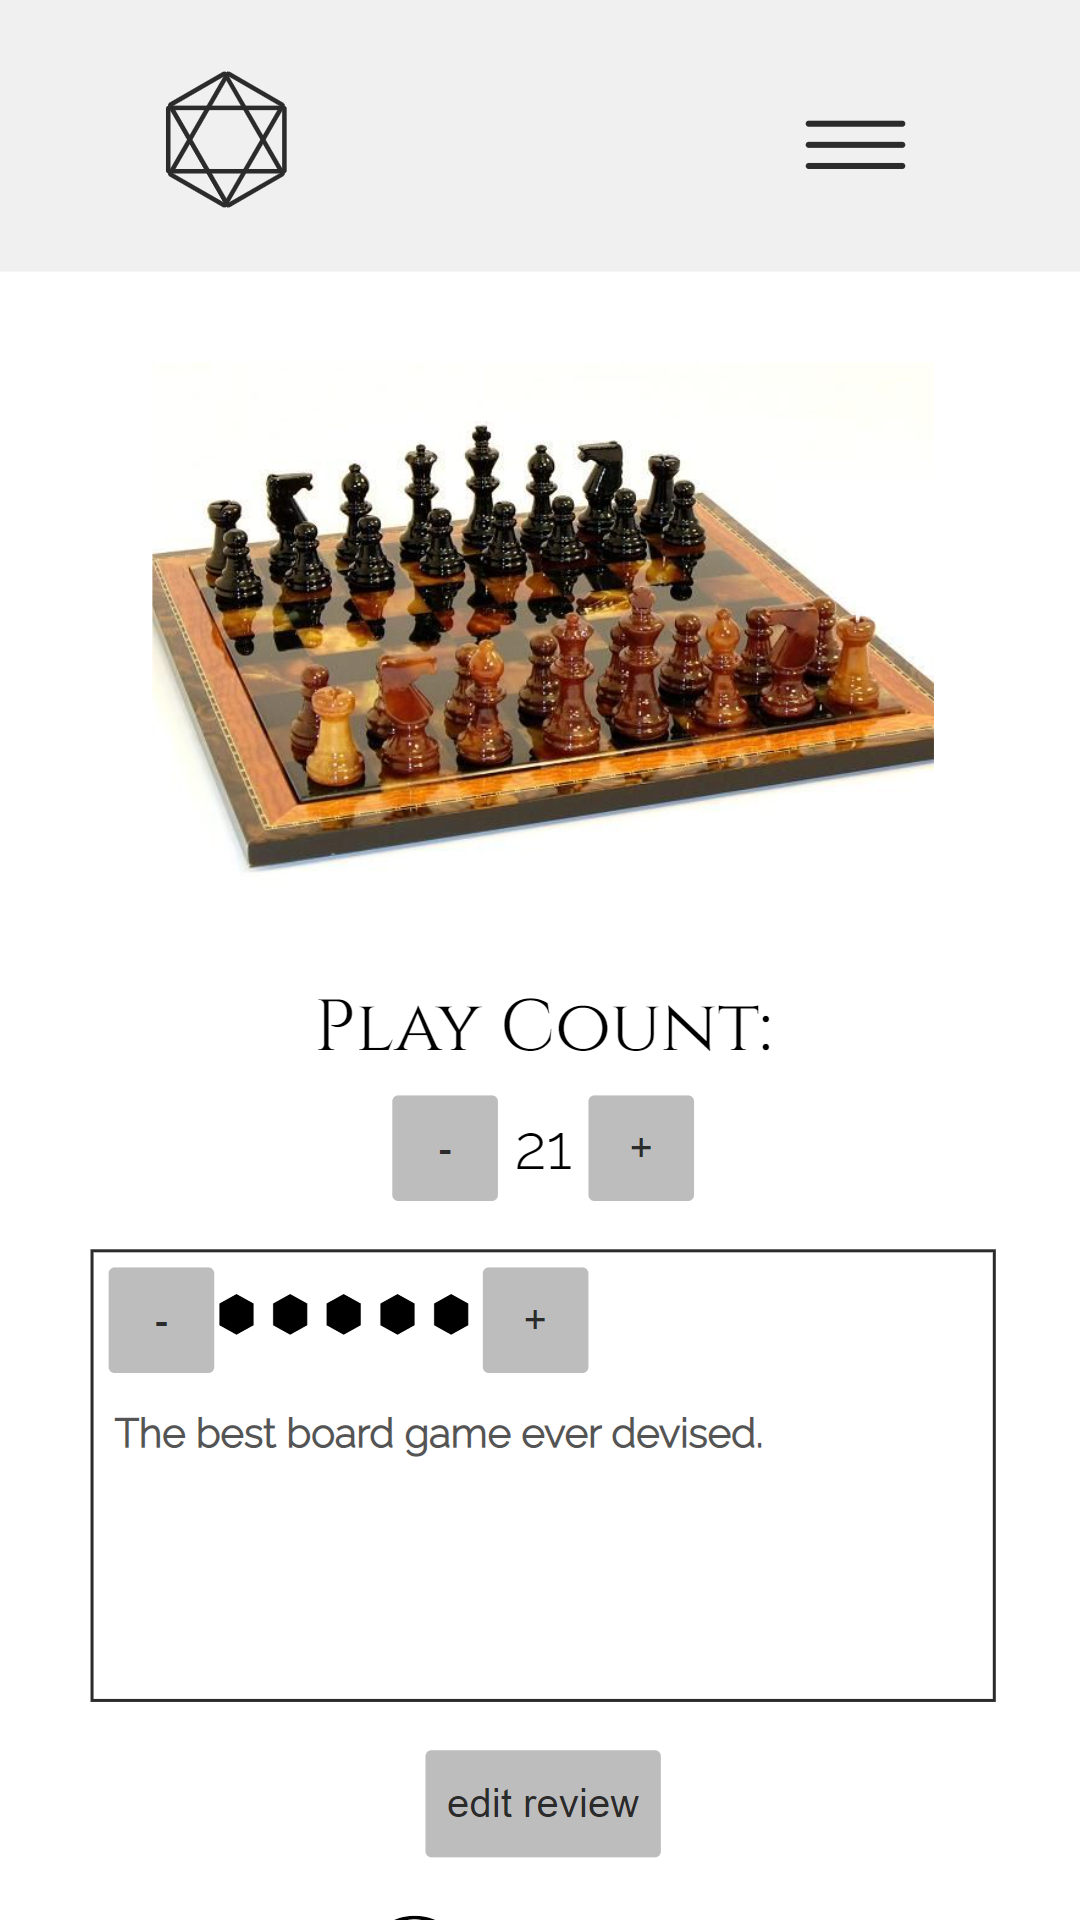 Play Count:
- 21 +
- +
The best board game ever devised.
edit review